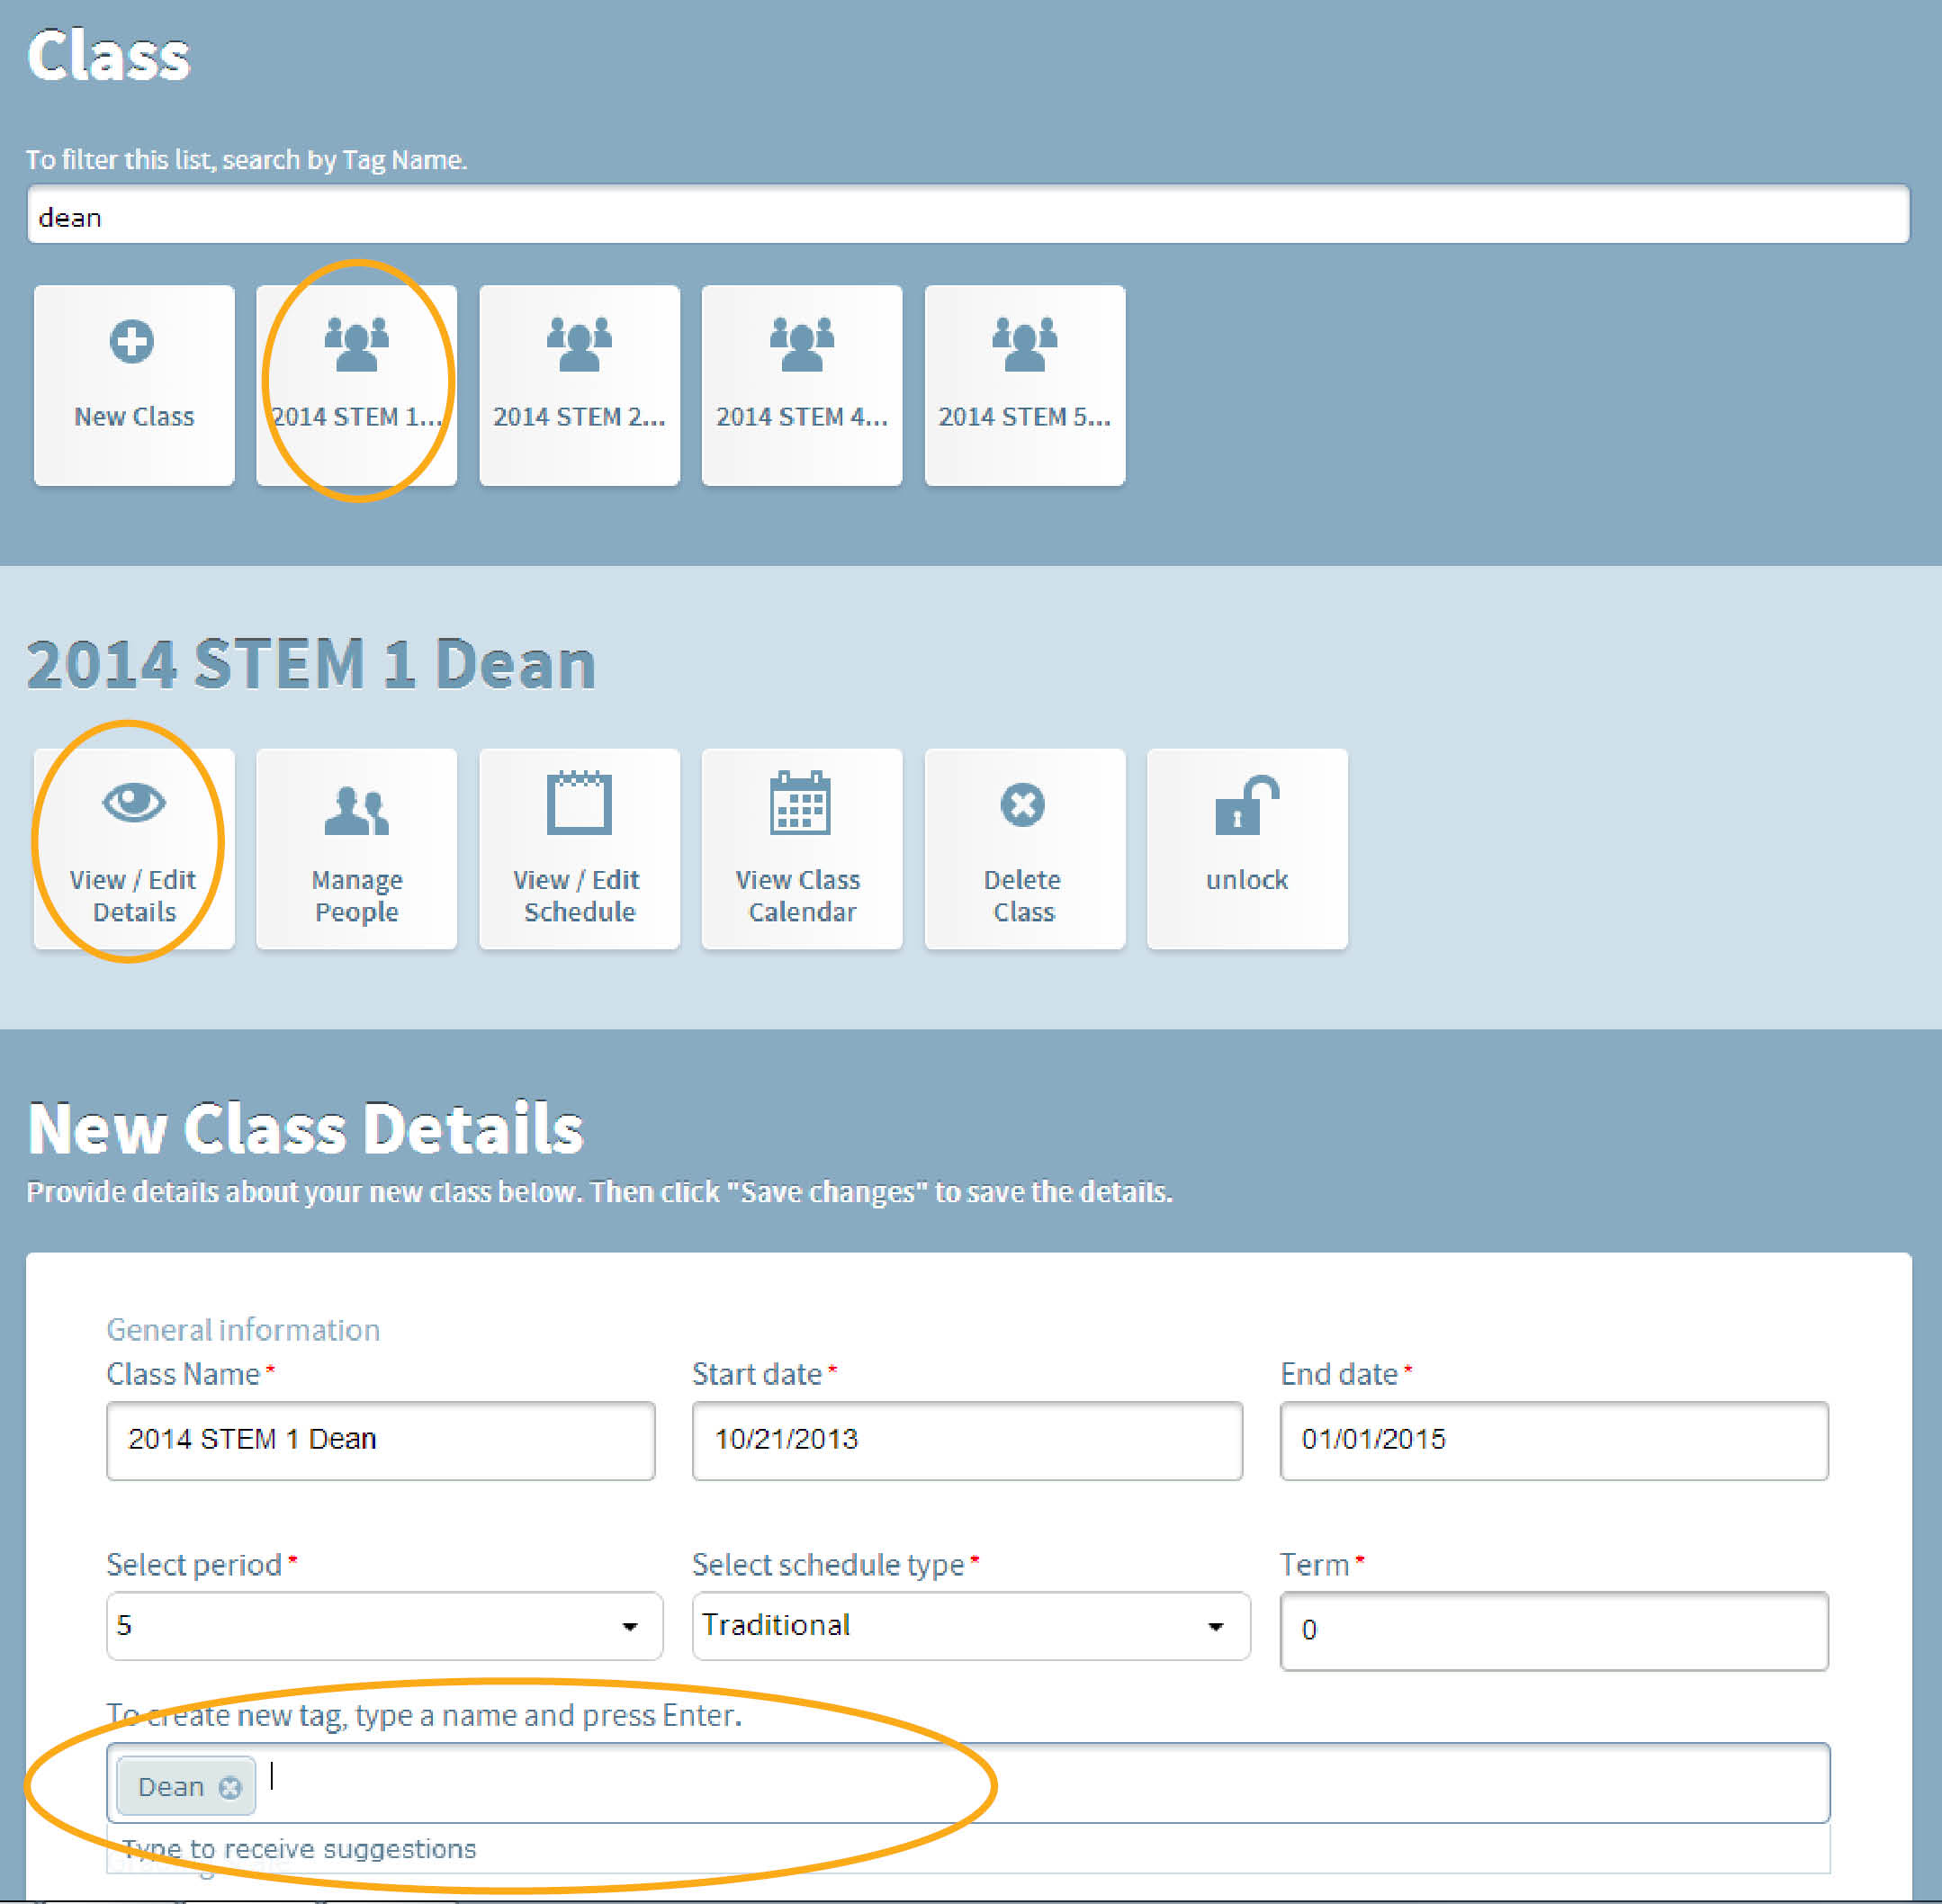 Class
To filter this list, search by Tag Name.
dean
New Class
2014 STEM 1...
2014 STEM 2...
2014 STEM 4...
2014 STEM 5...
2014 STEM 1 Dean
View / Edit
Details
Manage
People
View / Edit
Schedule
View Class
Calendar
Delete
Class
unlock
New Class Details
Provide details about your new class below. Then click "Save changes" to save the details.
General information
Class Name*
Start date*
End date*
2014 STEM 1 Dean
10/21/2013
01/01/2015
Select period*
Select schedule type*
Term*
5
Traditional
0
To create new tag, type a name and press Enter.
Dean
Type to receive suggestions